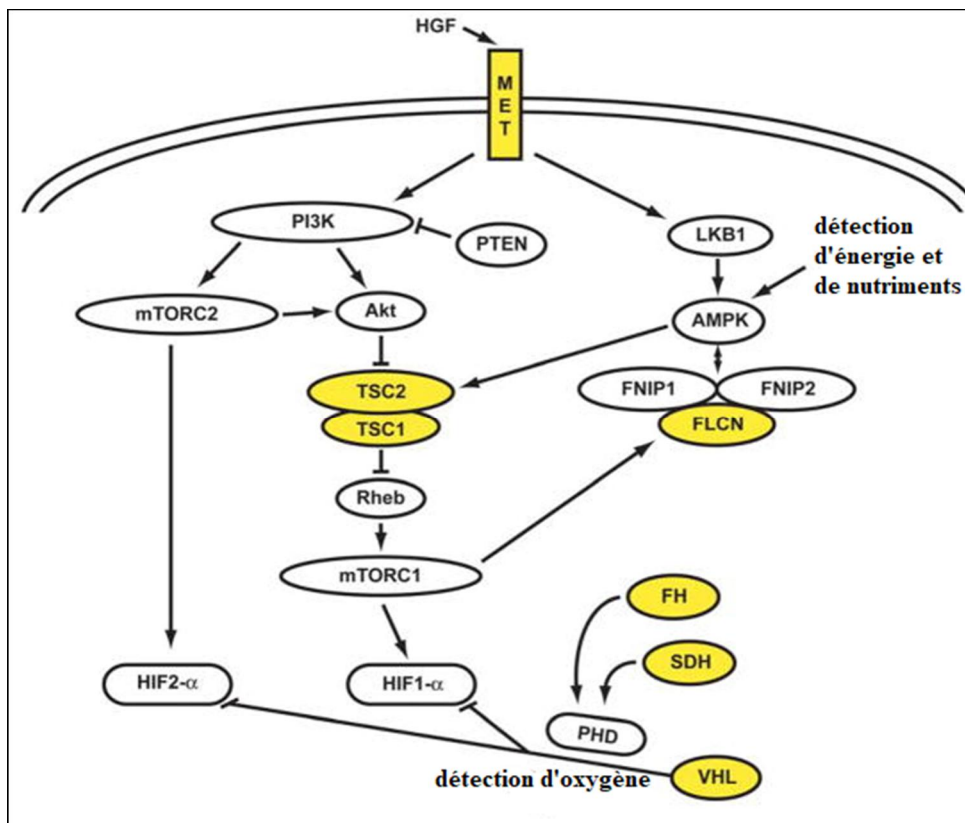 HGF
M
E
T
PI3K
PTEN
LKB1
détection
d'énergie et
de nutriments
mTORC2
Akt
AMPK
TSC2
FNIP1
FNIP2
TSC1
FLCN
Rheb
mTORC1
FH
SDH
HIF2-α
HIF1-α
PHD
détection d'oxygène
VHL